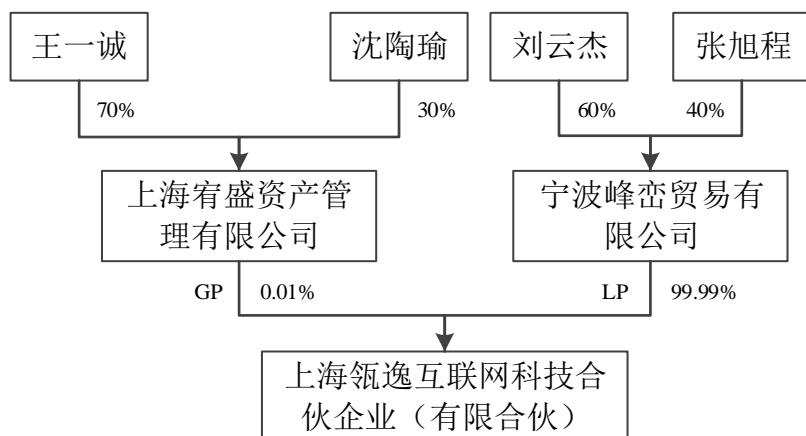 王一诚
沈陶瑜
刘云杰
张旭程
70%
30%
60%
40%
上海宥盛资产管
理有限公司
宁波峰峦贸易有
限公司
GP
0.01%
LP
99.99%
上海瓴逸互联网科技合
伙企业（有限合伙）